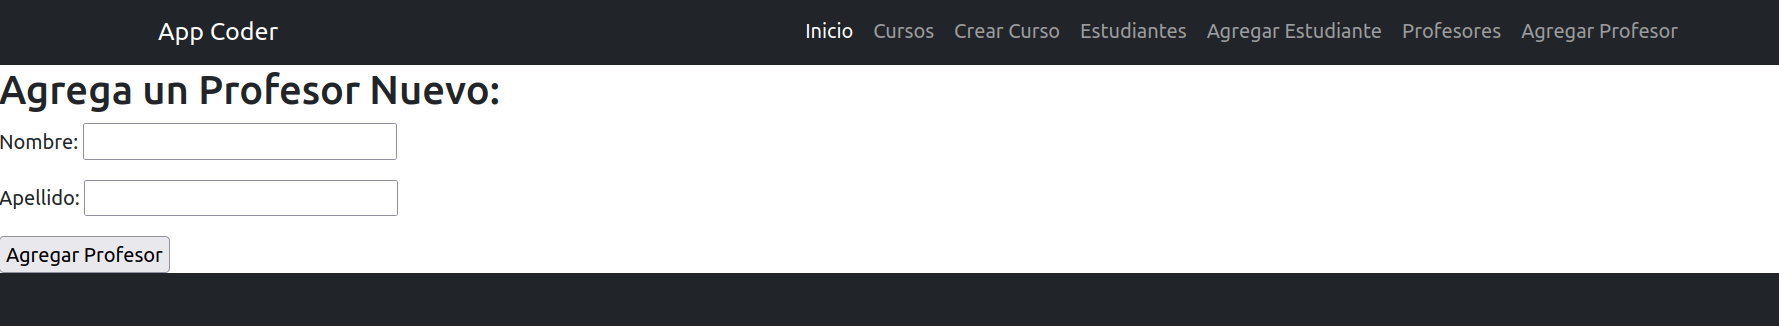 App Coder Inicio Cursos Crear Curso Estudiantes Agregar Estudiante Profesores Agregar Profesor
Agrega un Profesor Nuevo:
Nombre:
Apellido:
Agregar Profesor